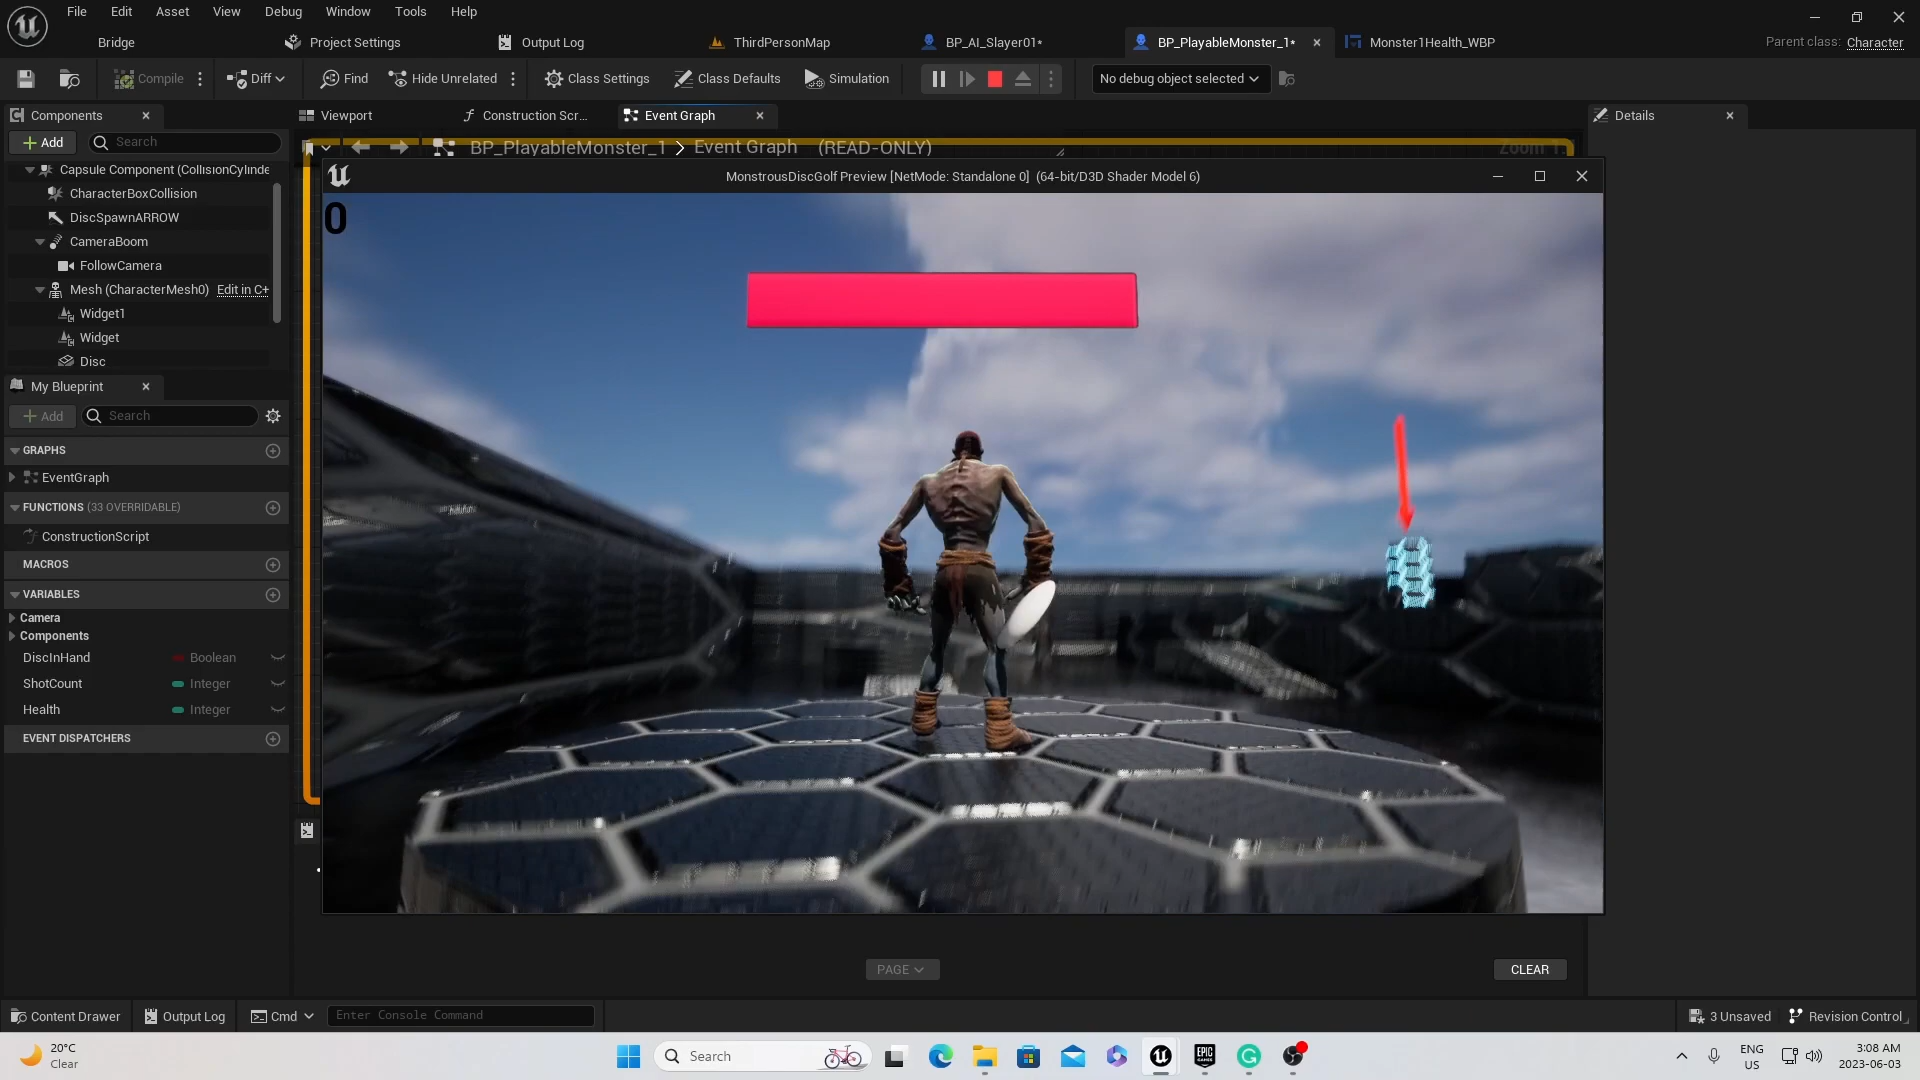 File Edit Asset View Debug Window Tools Help
Bridge Project Settings Output Log ThirdPersonMap BP_AI_Slayer01* BP_PlayableMonster_1* Monster1Health_WBP Parent class: Character
Compile Diff Find Hide Unrelated Class Settings Class Defaults Simulation No debug object selected
Components Viewport Construction Scr... Event Graph Details
Add Search
BP_PlayableMonster_1 > Event Graph (READ-ONLY) Zoom 1:
Capsule Component (CollisionCylinde
MonstrousDiscGolf Preview [NetMode: Standalone 0] (64-bit/D3D Shader Model 6)
CharacterBoxCollision
0
DiscSpawnARROW
CameraBoom
FollowCamera
Mesh (CharacterMesh0) Edit in C+
Widget1
Widget
Disc
My Blueprint
Add Search
GRAPHS
EventGraph
FUNCTIONS (33 OVERRIDABLE)
ConstructionScript
MACROS
VARIABLES
Camera
Components
DiscInHand Boolean
ShotCount Integer
Health Integer
EVENT DISPATCHERS
PAGE CLEAR
Content Drawer Output Log Cmd Enter Console Command 3 Unsaved Revision Control
20°C
Clear
Search
EPIC GAMES
ENG
US
3:08 AM
2023-06-03